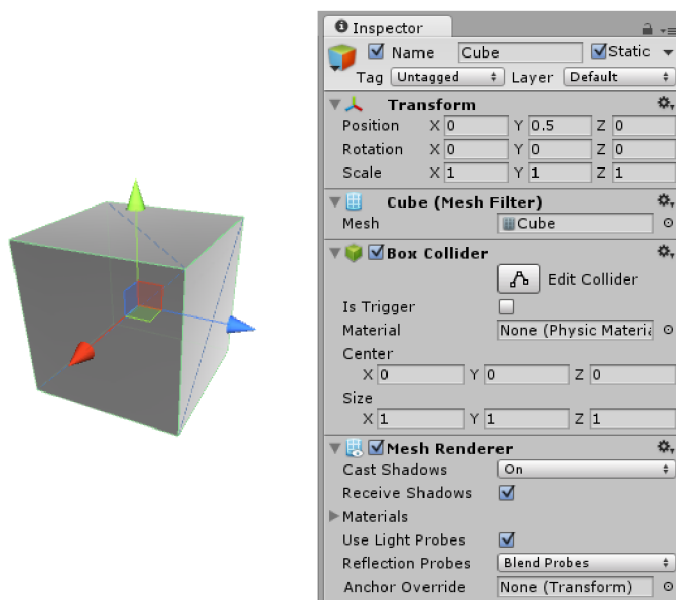 Inspector
Name Cube Static
Tag Untagged Layer Default
Transform
Position X 0 Y 0.5 Z 0
Rotation X 0 Y 0 Z 0
Scale X 1 Y 1 Z 1
Cube (Mesh Filter)
Mesh Cube
Box Collider
Edit Collider
Is Trigger
Material None (Physic Materia
Center
X 0 Y 0 Z 0
Size
X 1 Y 1 Z 1
Mesh Renderer
Cast Shadows On
Receive Shadows
Materials
Use Light Probes
Reflection Probes Blend Probes
Anchor Override None (Transform)